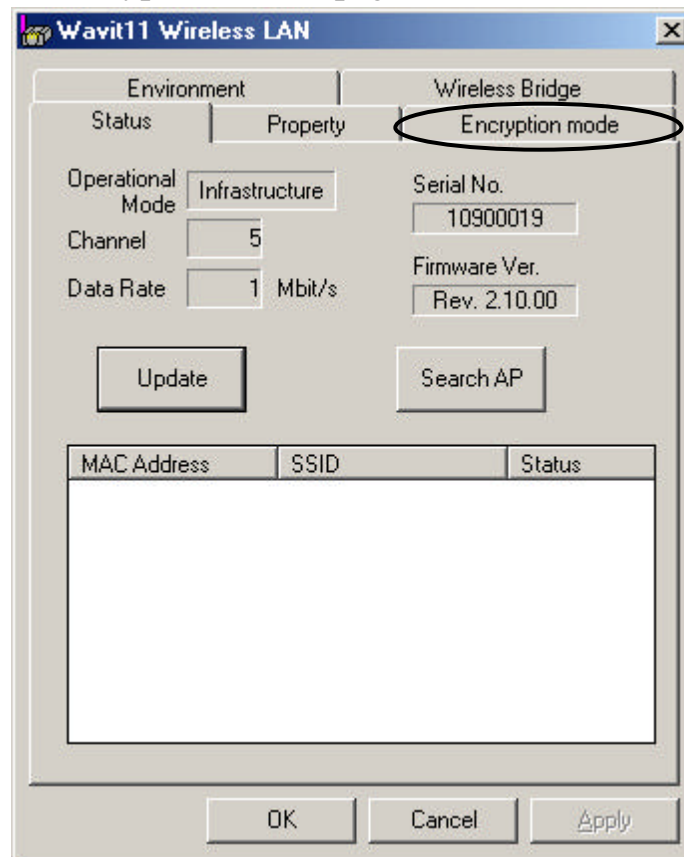 Wavit11 Wireless LAN
Environment Wireless Bridge
Status Property Encryption mode
Operational Mode Infrastructure
Serial No.
10900019
Channel 5
Firmware Ver.
Data Rate 1 Mbit/s
Rev. 2.10.00
Update Search AP
MAC Address SSID Status
OK Cancel Apply